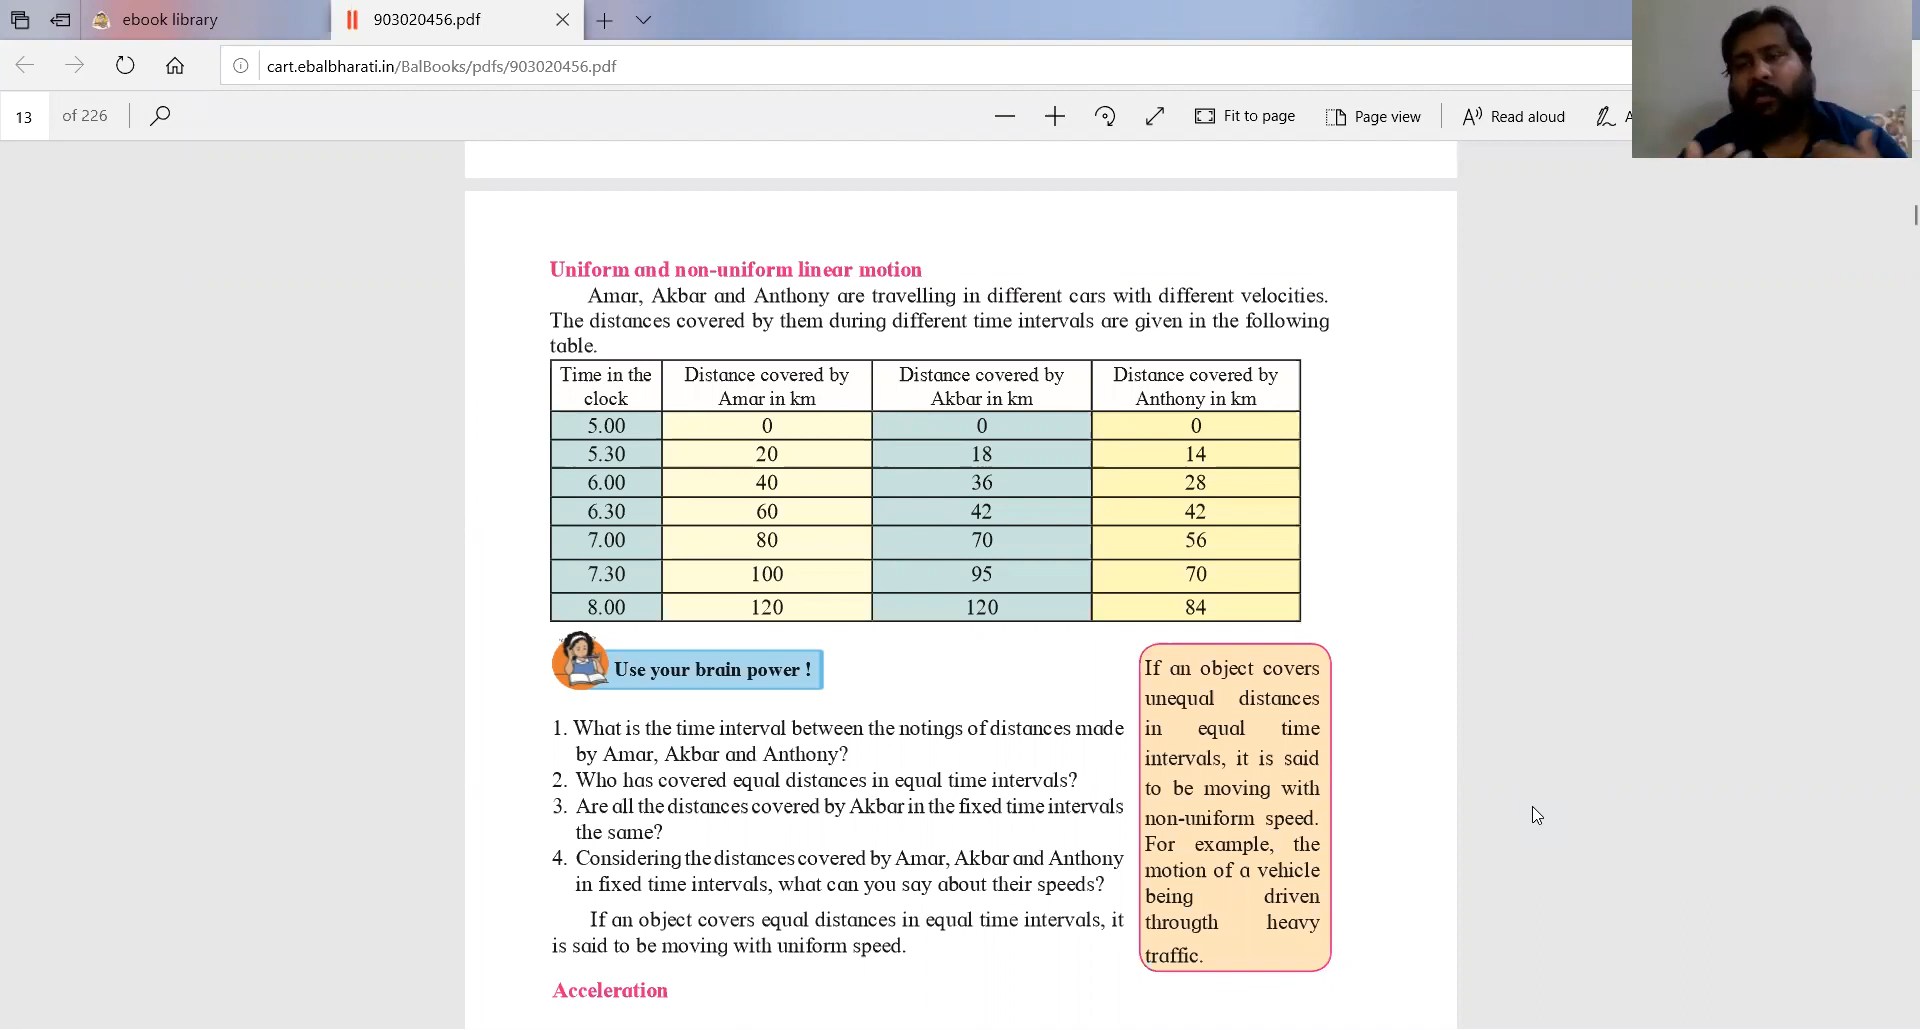 ebook library
903020456.pdf
cart.ebalbharati.in/BalBooks/pdfs/903020456.pdf
13 of 226
Fit to page
Page view
Read aloud
Uniform and non-uniform linear motion
Amar, Akbar and Anthony are travelling in different cars with different velocities.
The distances covered by them during different time intervals are given in the following
table.
Time in the clock Distance covered by Amar in km Distance covered by Akbar in km Distance covered by Anthony in km
5.00 0 0 0
5.30 20 18 14
6.00 40 36 28
6.30 60 42 42
7.00 80 70 56
7.30 100 95 70
8.00 120 120 84
Use your brain power !
1. What is the time interval between the notings of distances made
by Amar, Akbar and Anthony?
2. Who has covered equal distances in equal time intervals?
3. Are all the distances covered by Akbar in the fixed time intervals
the same?
4. Considering the distances covered by Amar, Akbar and Anthony
in fixed time intervals, what can you say about their speeds?
If an object covers equal distances in equal time intervals, it
is said to be moving with uniform speed.
If an object covers
unequal distances
in equal time
intervals, it is said
to be moving with
non-uniform speed.
For example, the
motion of a vehicle
being driven
througth heavy
traffic.
Acceleration